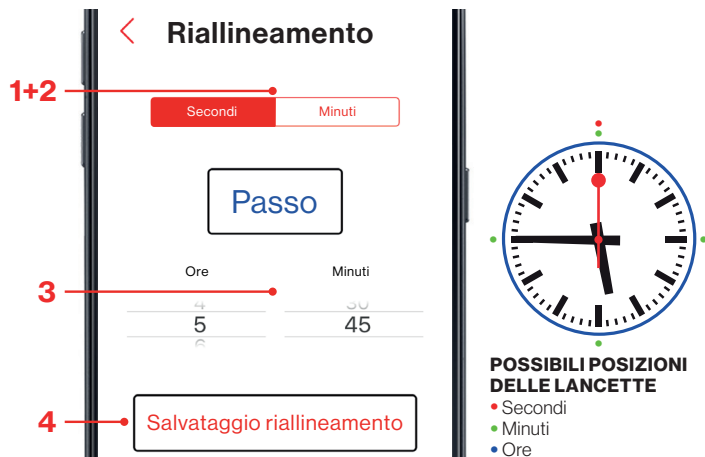 Riallineamento
1+2
Secondi Minuti
Passo
Ore Minuti
3
4 30
5 45
6
4
Salvataggio riallineamento
POSSIBILI POSIZIONI
DELLE LANCETTE
• Secondi
• Minuti
• Ore